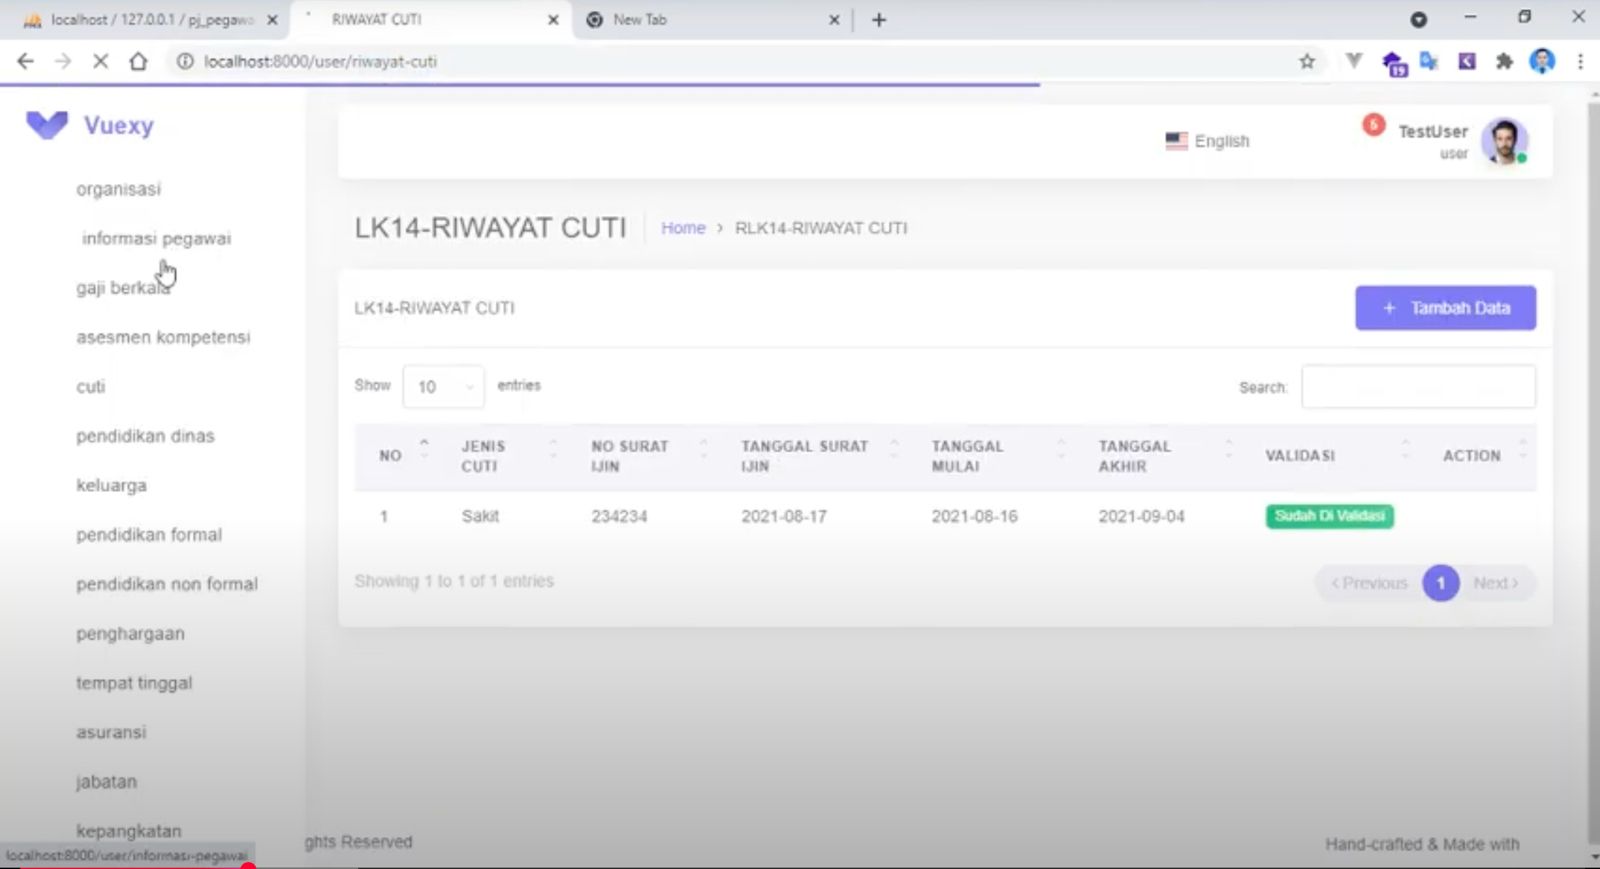 localhost / 127.0.0.1 / pj_pegawa
RIWAYAT CUTI
New Tab
localhost:8000/user/riwayat-cuti
19
Vuexy
English
6
TestUser
user
organisasi
informasi pegawai
gaji berkala
asesmen kompetensi
cuti
pendidikan dinas
keluarga
pendidikan formal
pendidikan non formal
penghargaan
tempat tinggal
asuransi
jabatan
kepangkatan
LK14-RIWAYAT CUTI
Home > RLK14-RIWAYAT CUTI
LK14-RIWAYAT CUTI
+ Tambah Data
Show 10 entries
Search:
NO JENIS CUTI NO SURAT IJIN TANGGAL SURAT IJIN TANGGAL MULAI TANGGAL AKHIR VALIDASI ACTION
1 Sakit 234234 2021-08-17 2021-08-16 2021-09-04 Sudah Di Validasi
Showing 1 to 1 of 1 entries
< Previous 1 Next >
ghts Reserved
Hand-crafted & Made with
localhost:8000/user/informasi-pegawai